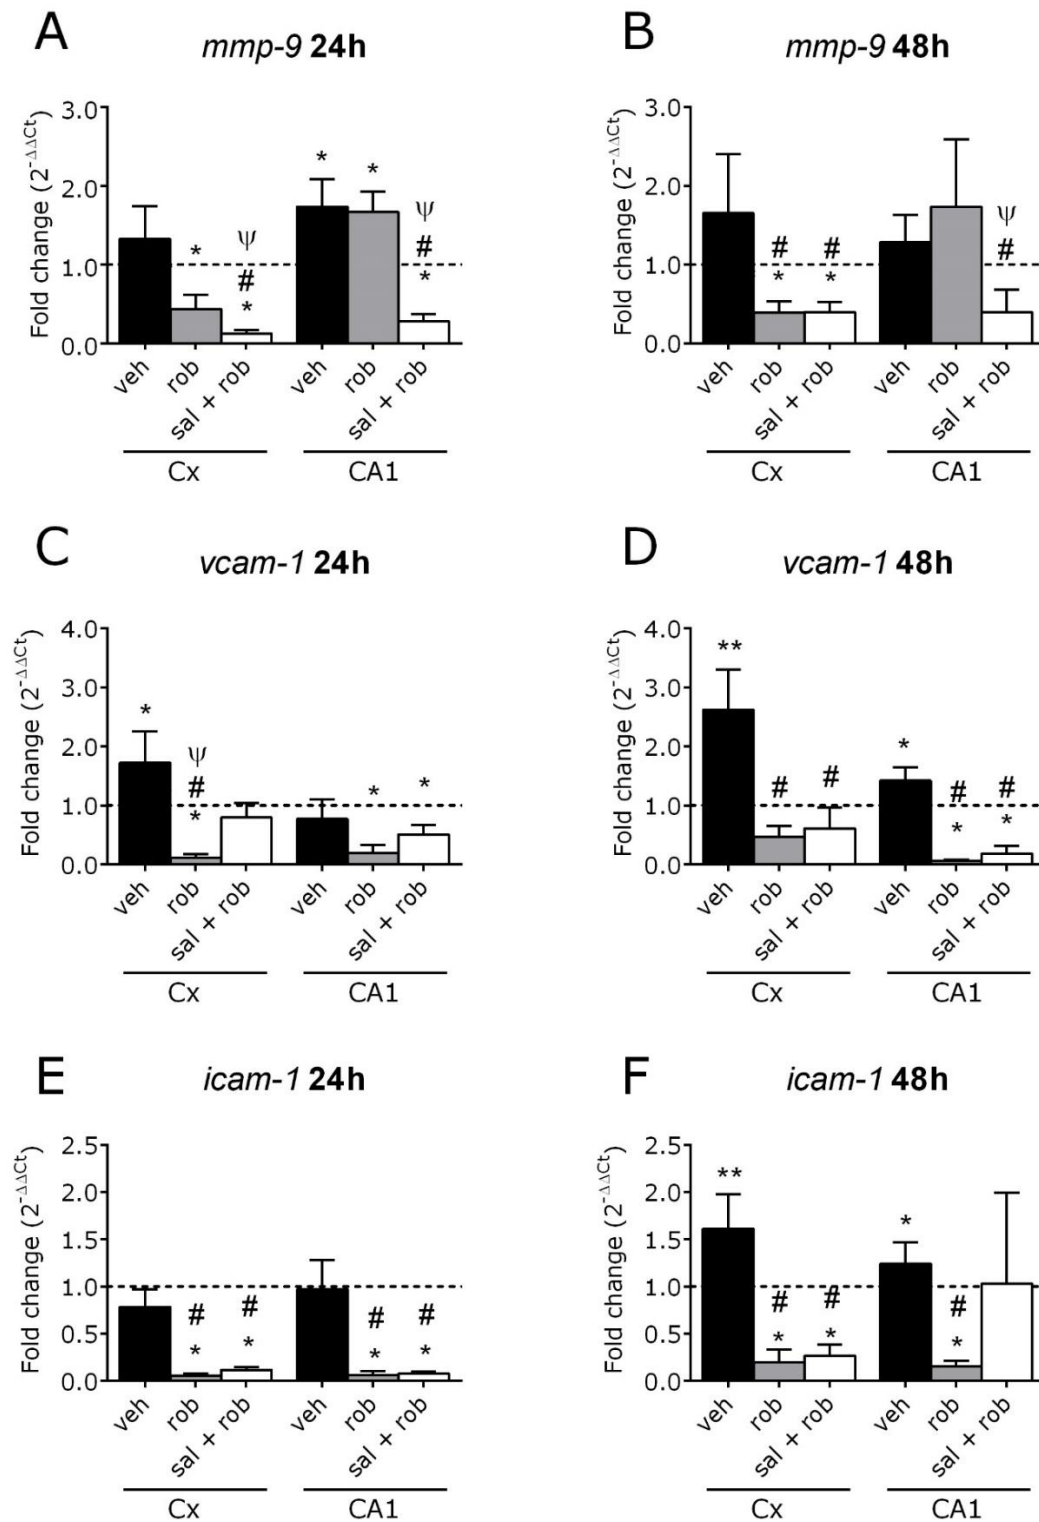 A
mmp-9 24h
Fold change (2^-ΔΔCt)
3.0
2.0
1.0
0.0
* ψ # * * * ψ # *
veh rob sal + rob veh rob sal + rob
Cx CA1
B
mmp-9 48h
Fold change (2^-ΔΔCt)
3.0
2.0
1.0
0.0
# * # * ψ #
veh rob sal + rob veh rob sal + rob
Cx CA1
C
vcam-1 24h
Fold change (2^-ΔΔCt)
4.0
3.0
2.0
1.0
0.0
* ψ # * * *
veh rob sal + rob veh rob sal + rob
Cx CA1
D
vcam-1 48h
Fold change (2^-ΔΔCt)
4.0
3.0
2.0
1.0
0.0
** # # * # * # *
veh rob sal + rob veh rob sal + rob
Cx CA1
E
icam-1 24h
Fold change (2^-ΔΔCt)
2.5
2.0
1.5
1.0
0.5
0.0
# * # * # * # *
veh rob sal + rob veh rob sal + rob
Cx CA1
F
icam-1 48h
Fold change (2^-ΔΔCt)
2.5
2.0
1.5
1.0
0.5
0.0
** # * # * * # *
veh rob sal + rob veh rob sal + rob
Cx CA1